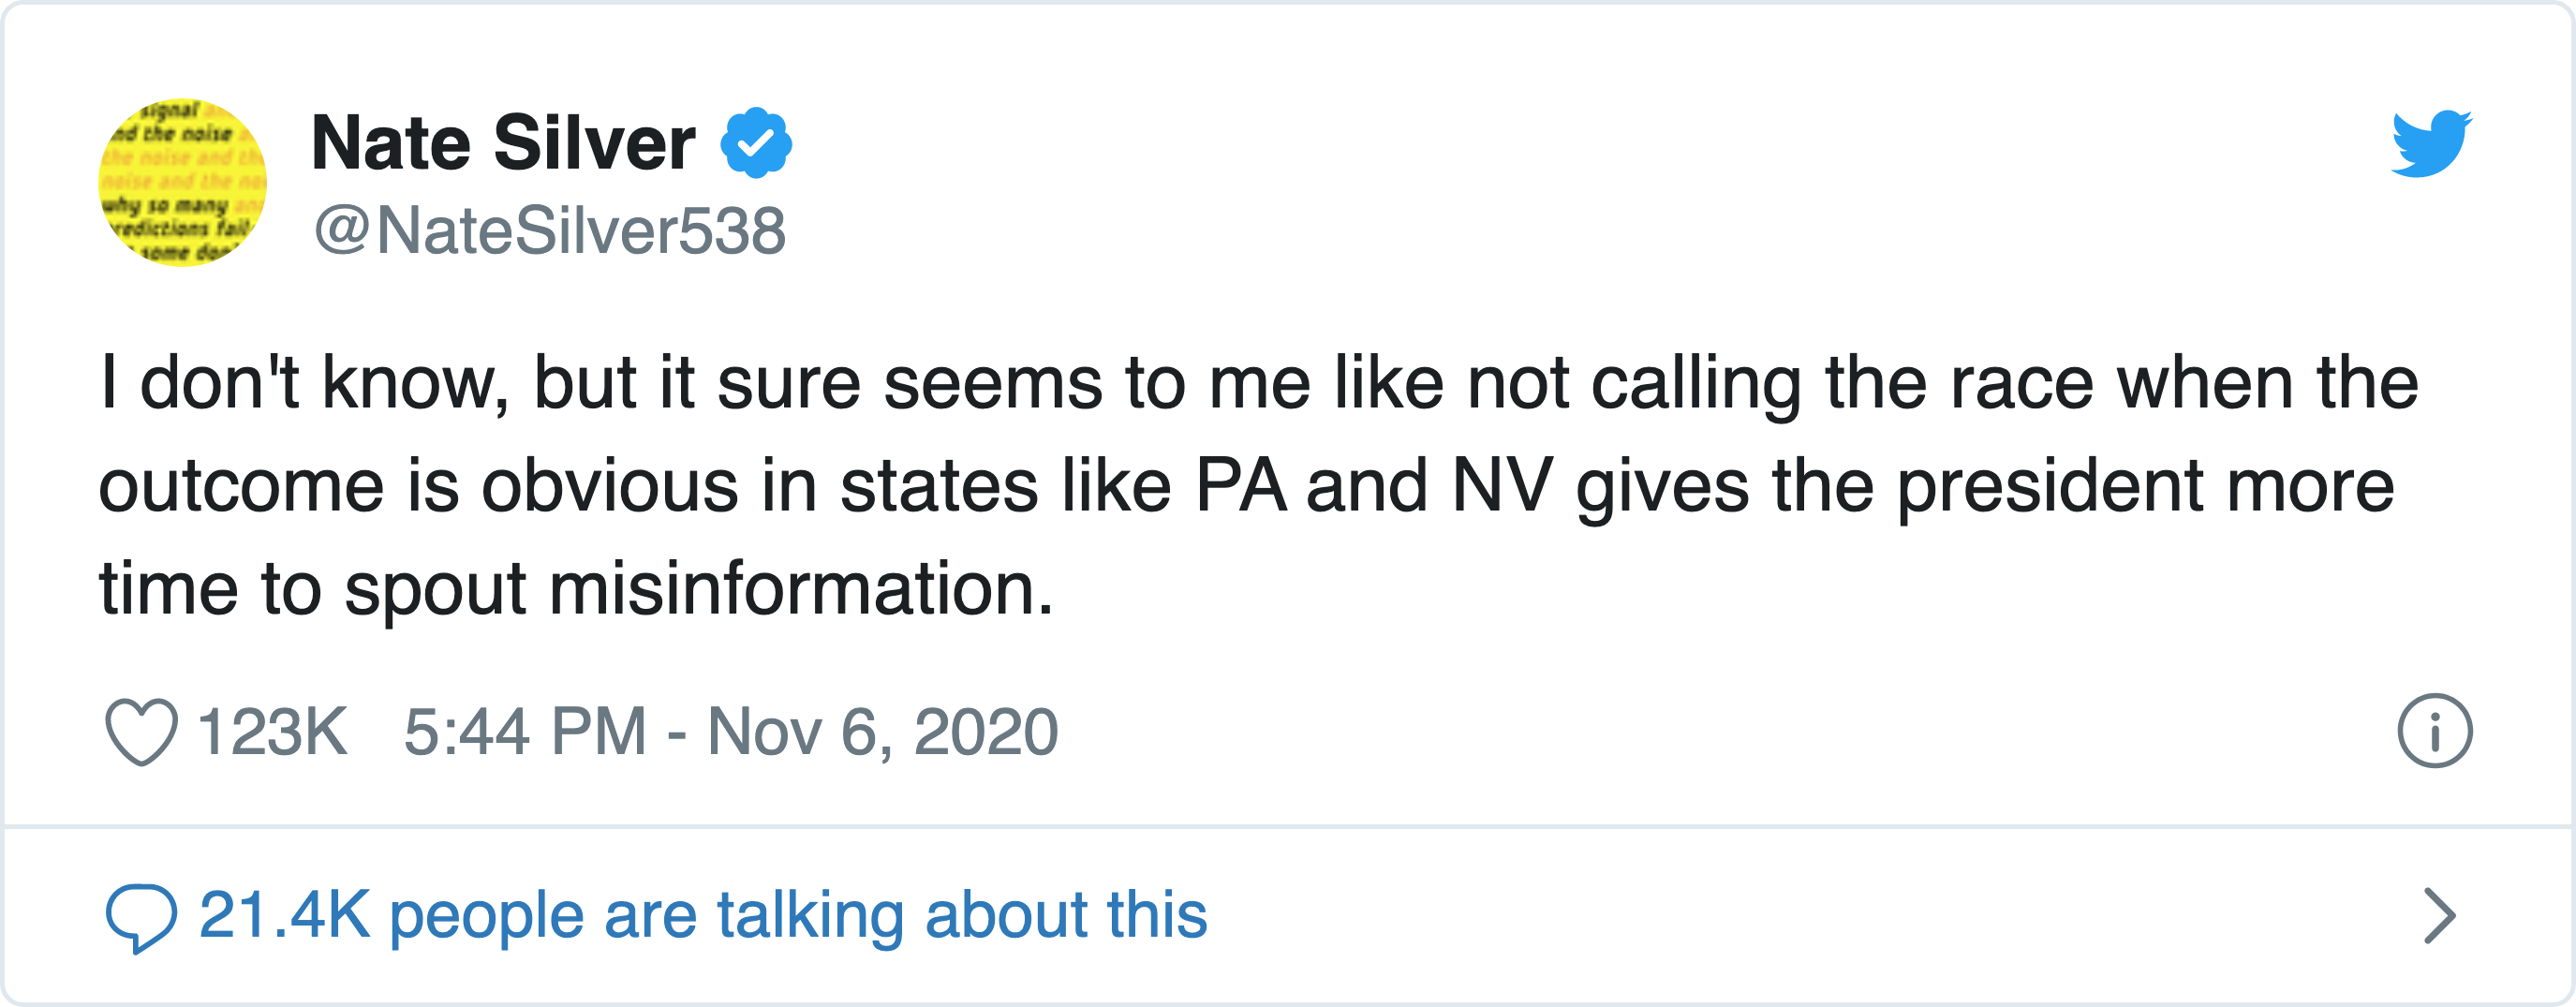 signal
nd the noise
the noise and the
noise and the noi
why so many
redictions fail
some don'
Nate Silver
@NateSilver538
I don't know, but it sure seems to me like not calling the race when the
outcome is obvious in states like PA and NV gives the president more
time to spout misinformation.
123K 5:44 PM - Nov 6, 2020
21.4K people are talking about this